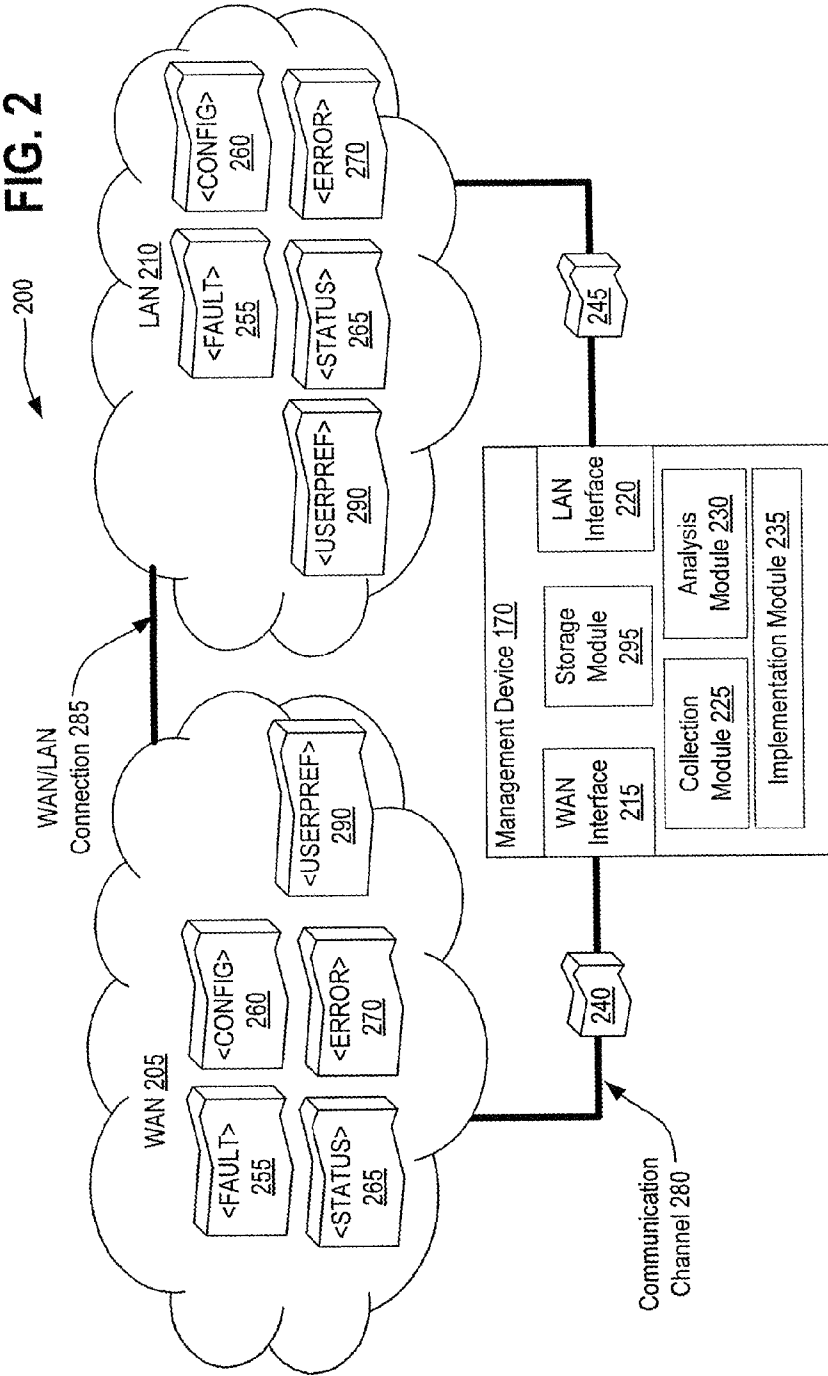 FIG. 2
200
WAN/LAN
Connection 285
WAN 205
<FAULT>
255
<CONFIG>
260
<STATUS>
265
<ERROR>
270
<USERPREF>
290
LAN 210
<FAULT>
255
<CONFIG>
260
<USERPREF>
290
<STATUS>
265
<ERROR>
270
Communication
Channel 280
240
245
Management Device 170
WAN
Interface
215
Storage
Module
295
LAN
Interface
220
Collection
Module 225
Analysis
Module 230
Implementation Module 235